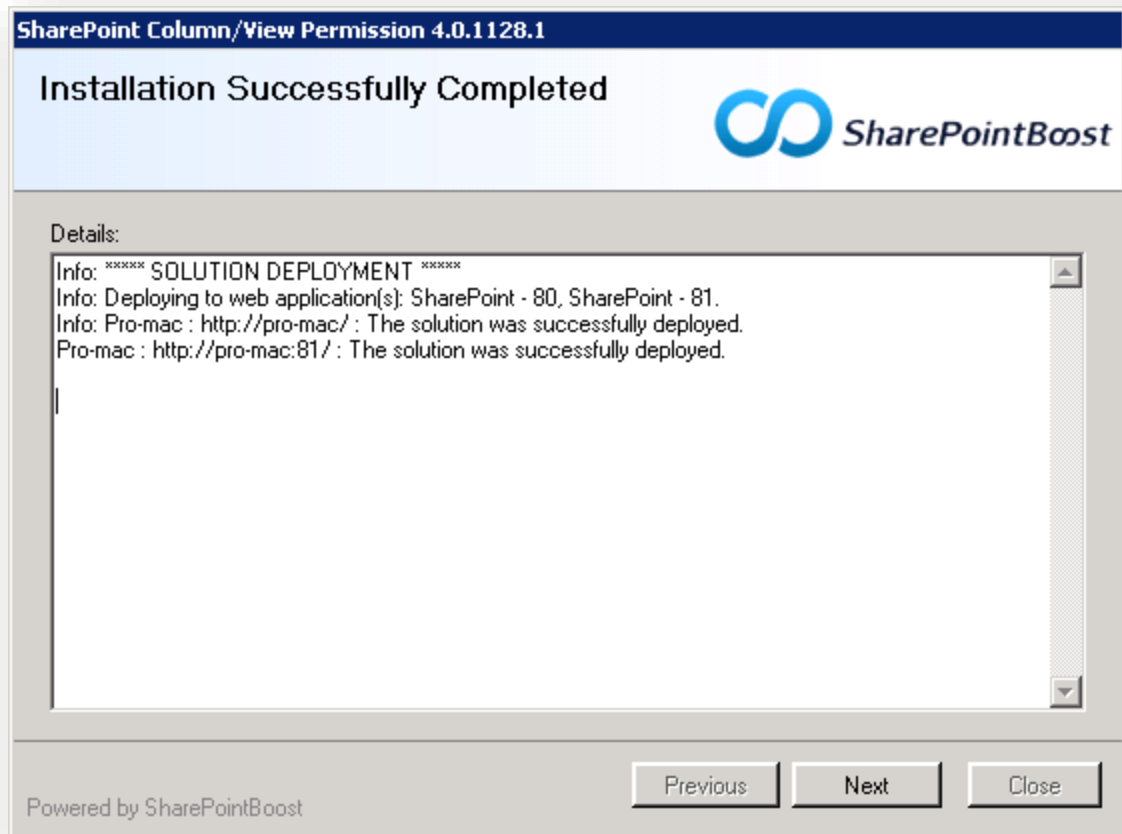 SharePoint Column/View Permission 4.0.1128.1
Installation Successfully Completed
SharePointBoost
Details:
Info: ***** SOLUTION DEPLOYMENT *****
Info: Deploying to web application(s): SharePoint - 80, SharePoint - 81.
Info: Pro-mac : http://pro-mac/ : The solution was successfully deployed.
Pro-mac : http://pro-mac:81/ : The solution was successfully deployed.
Previous
Next
Close
Powered by SharePointBoost